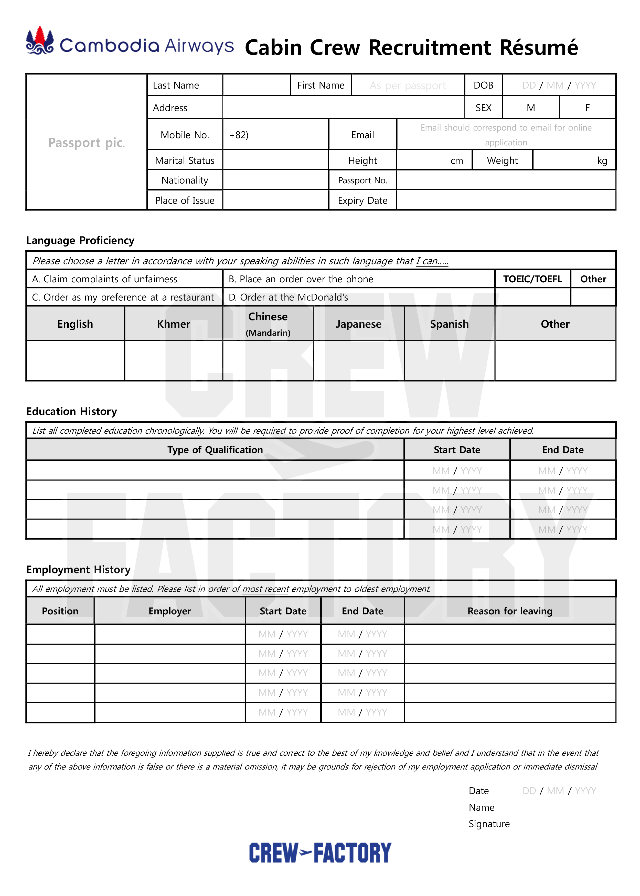 Cambodia Airways Cabin Crew Recruitment Résumé
Passport pic.
Last Name First Name As per passport DOB DD / MM / YYYY
Address SEX M F
Mobile No. +82) Email Email should correspond to email for online
application
Marital Status Height cm Weight kg
Nationality Passport No.
Place of Issue Expiry Date
Language Proficiency
Please choose a letter in accordance with your speaking abilities in such language that I can.....
A. Claim complaints of unfairness B. Place an order over the phone TOEIC/TOEFL Other
C. Order as my preference at a restaurant D. Order at the McDonald's
English Khmer Chinese (Mandarin) Japanese Spanish Other
CREW
Education History
List all completed education chronologically. You will be required to provide proof of completion for your highest level achieved.
Type of Qualification Start Date End Date
MM / YYYY MM / YYYY
MM / YYYY MM / YYYY
MM / YYYY MM / YYYY
MM / YYYY MM / YYYY
FACTORY
Employment History
All employment must be listed. Please list in order of most recent employment to oldest employment
Position Employer Start Date End Date Reason for leaving
MM / YYYY MM / YYYY
MM / YYYY MM / YYYY
MM / YYYY MM / YYYY
MM / YYYY MM / YYYY
MM / YYYY MM / YYYY
I hereby declare that the foregoing information supplied is true and correct to the best of my knowledge and belief and I understand that in the event that
any of the above information is false or there is a material omission, it may be grounds for rejection of my employment application or immediate dismissal
Date DD / MM / YYYY
Name
Signature
CREW FACTORY